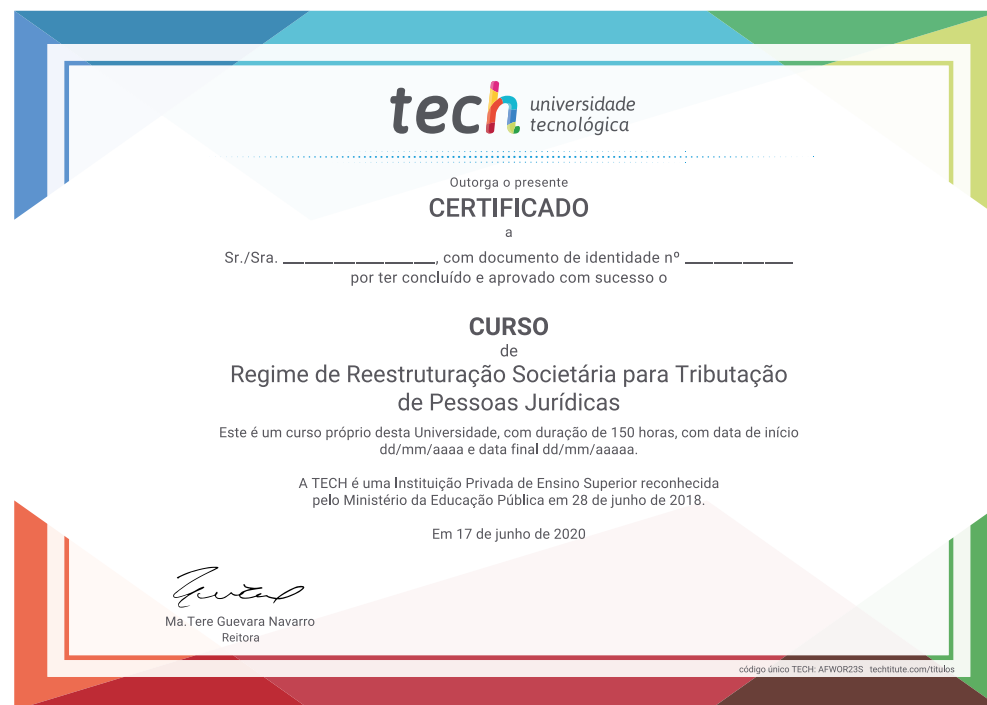 tech universidade
tecnológica
Outorga o presente
CERTIFICADO
a
Sr./Sra. ______________, com documento de identidade nº __________
por ter concluído e aprovado com sucesso o
CURSO
de
Regime de Reestruturação Societária para Tributação
de Pessoas Jurídicas
Este é um curso próprio desta Universidade, com duração de 150 horas, com data de início
dd/mm/aaaa e data final dd/mm/aaaaa.
A TECH é uma Instituição Privada de Ensino Superior reconhecida
pelo Ministério da Educação Pública em 28 de junho de 2018.
Em 17 de junho de 2020
Ma.Tere Guevara Navarro
Reitora
código único TECH: AFWOR23S techtitute.com/titulos